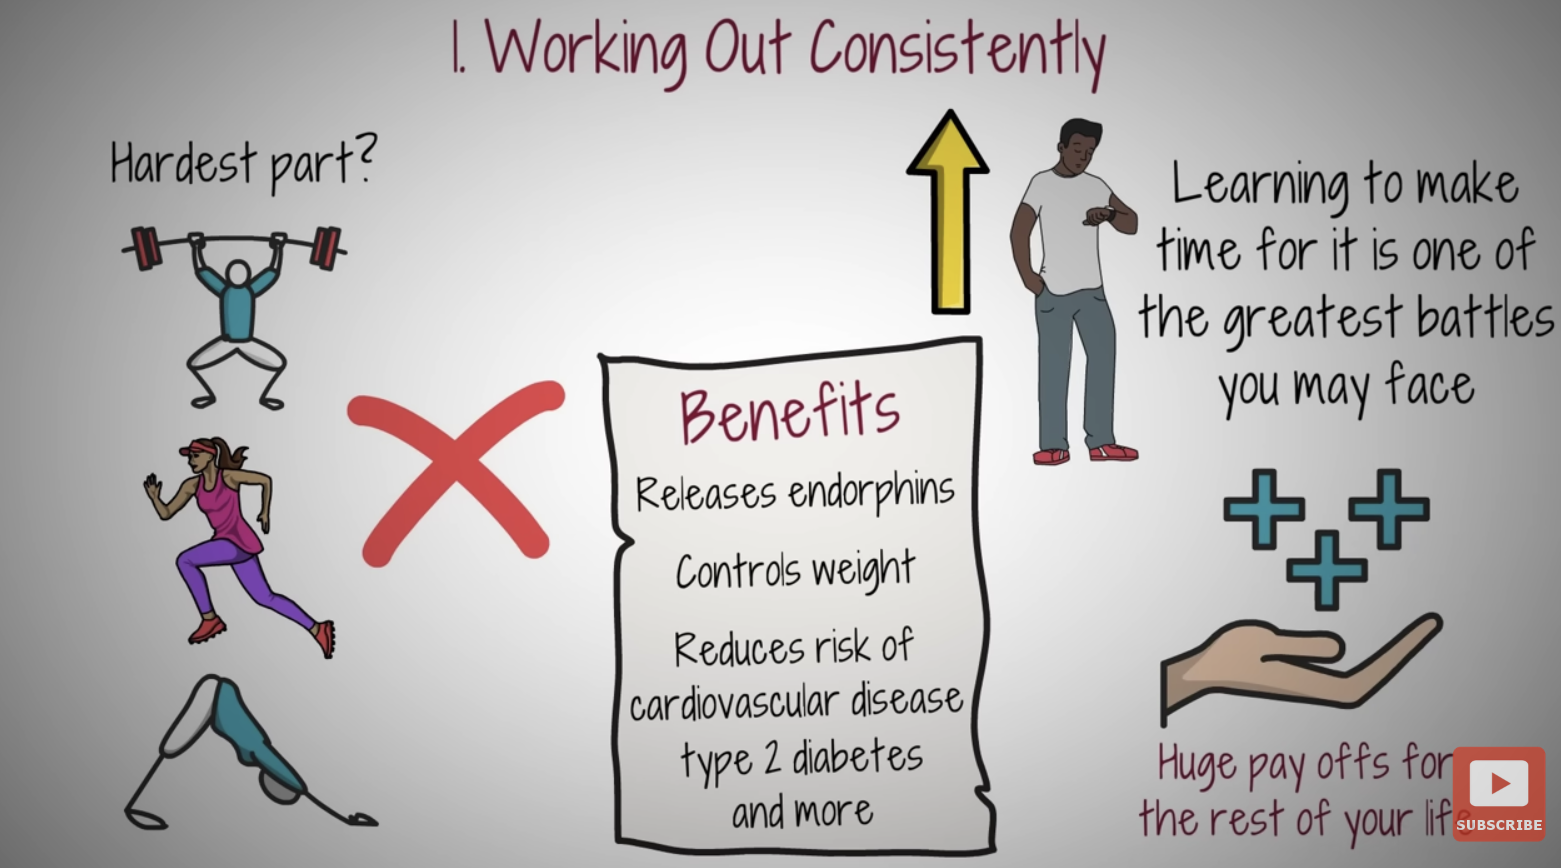 1. Working Out Consistently
Hardest part?
Learning to make
time for it is one of
the greatest battles
you may face
Benefits
Releases endorphins
Controls weight
Reduces risk of
cardiovascular disease
type 2 diabetes
and more
Huge pay offs for
the rest of your life
SUBSCRIBE